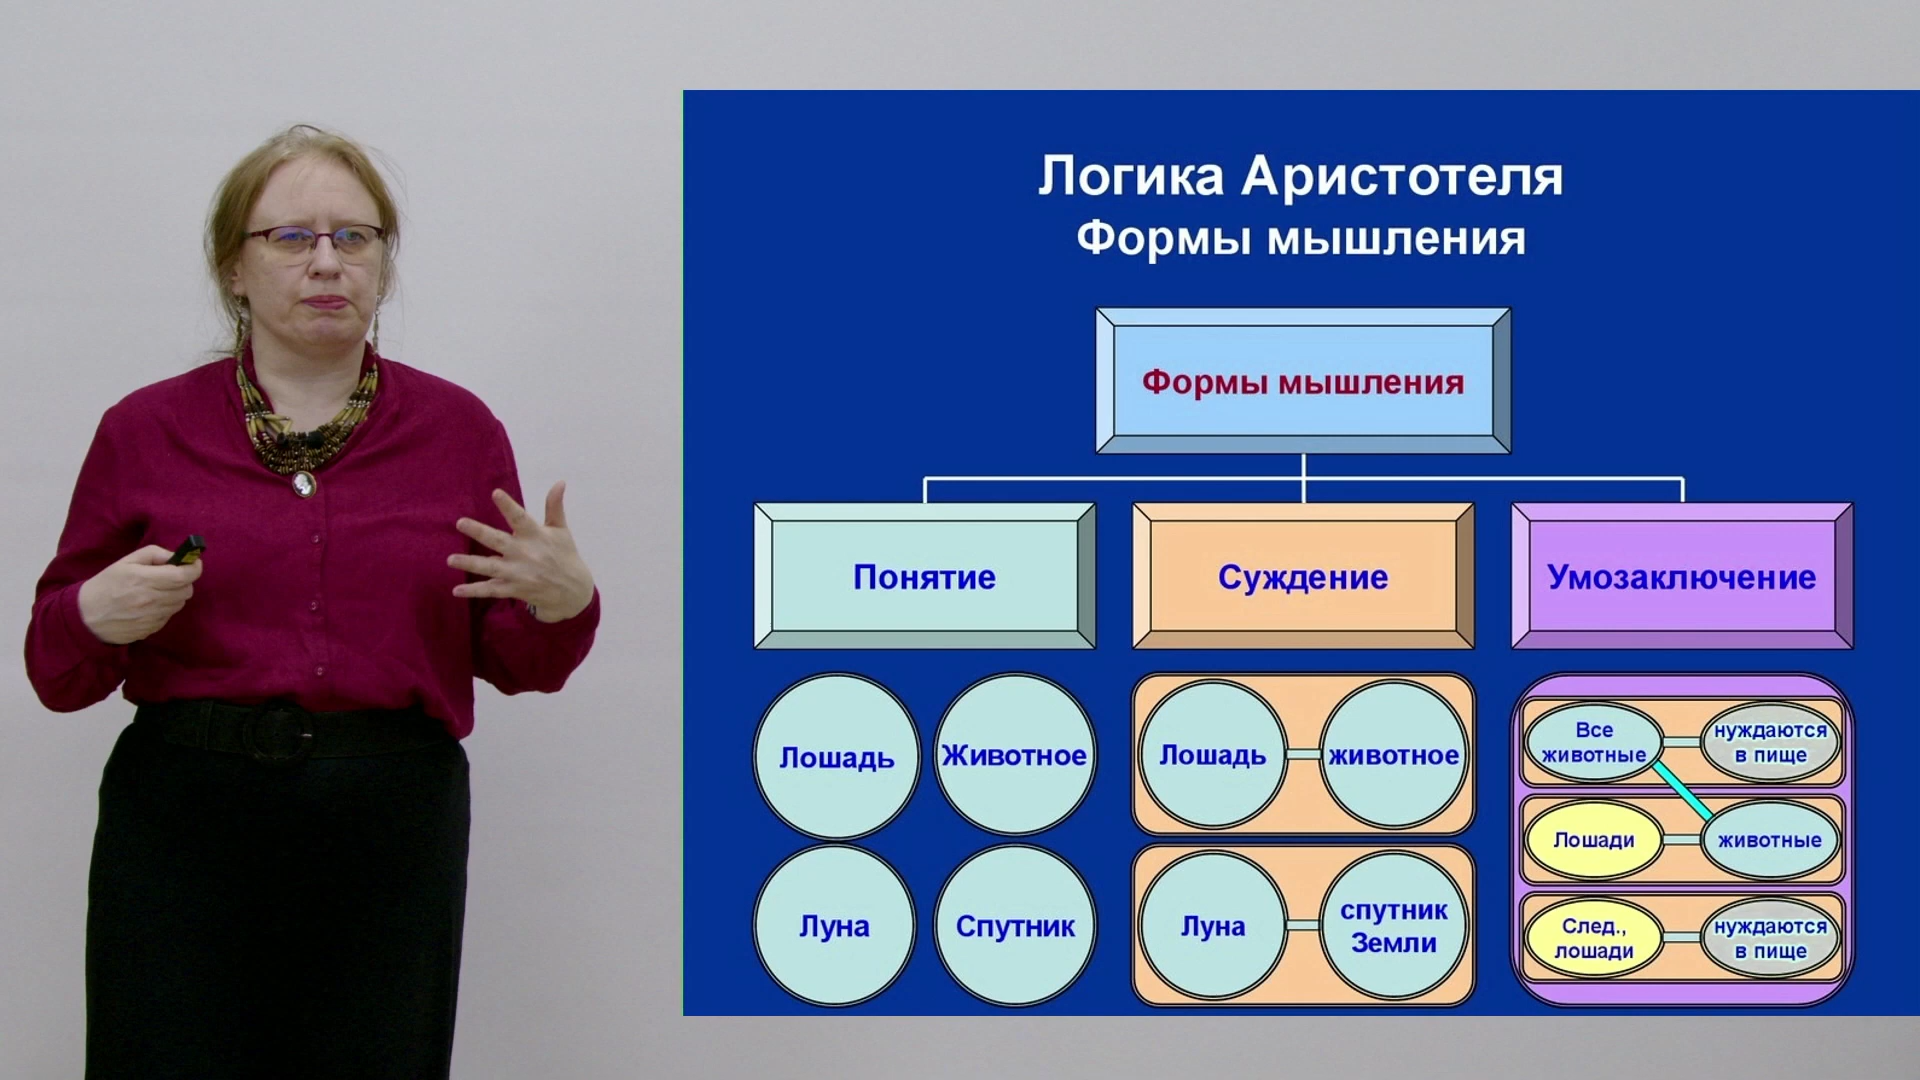 Логика Аристотеля
Формы мышления
Формы мышления
Понятие
Суждение
Умозаключение
Лошадь
Животное
Луна
Спутник
Лошадь
животное
Луна
спутник
Земли
Все
животные
нуждаются
в пище
Лошади
животные
След.,
лошади
нуждаются
в пище